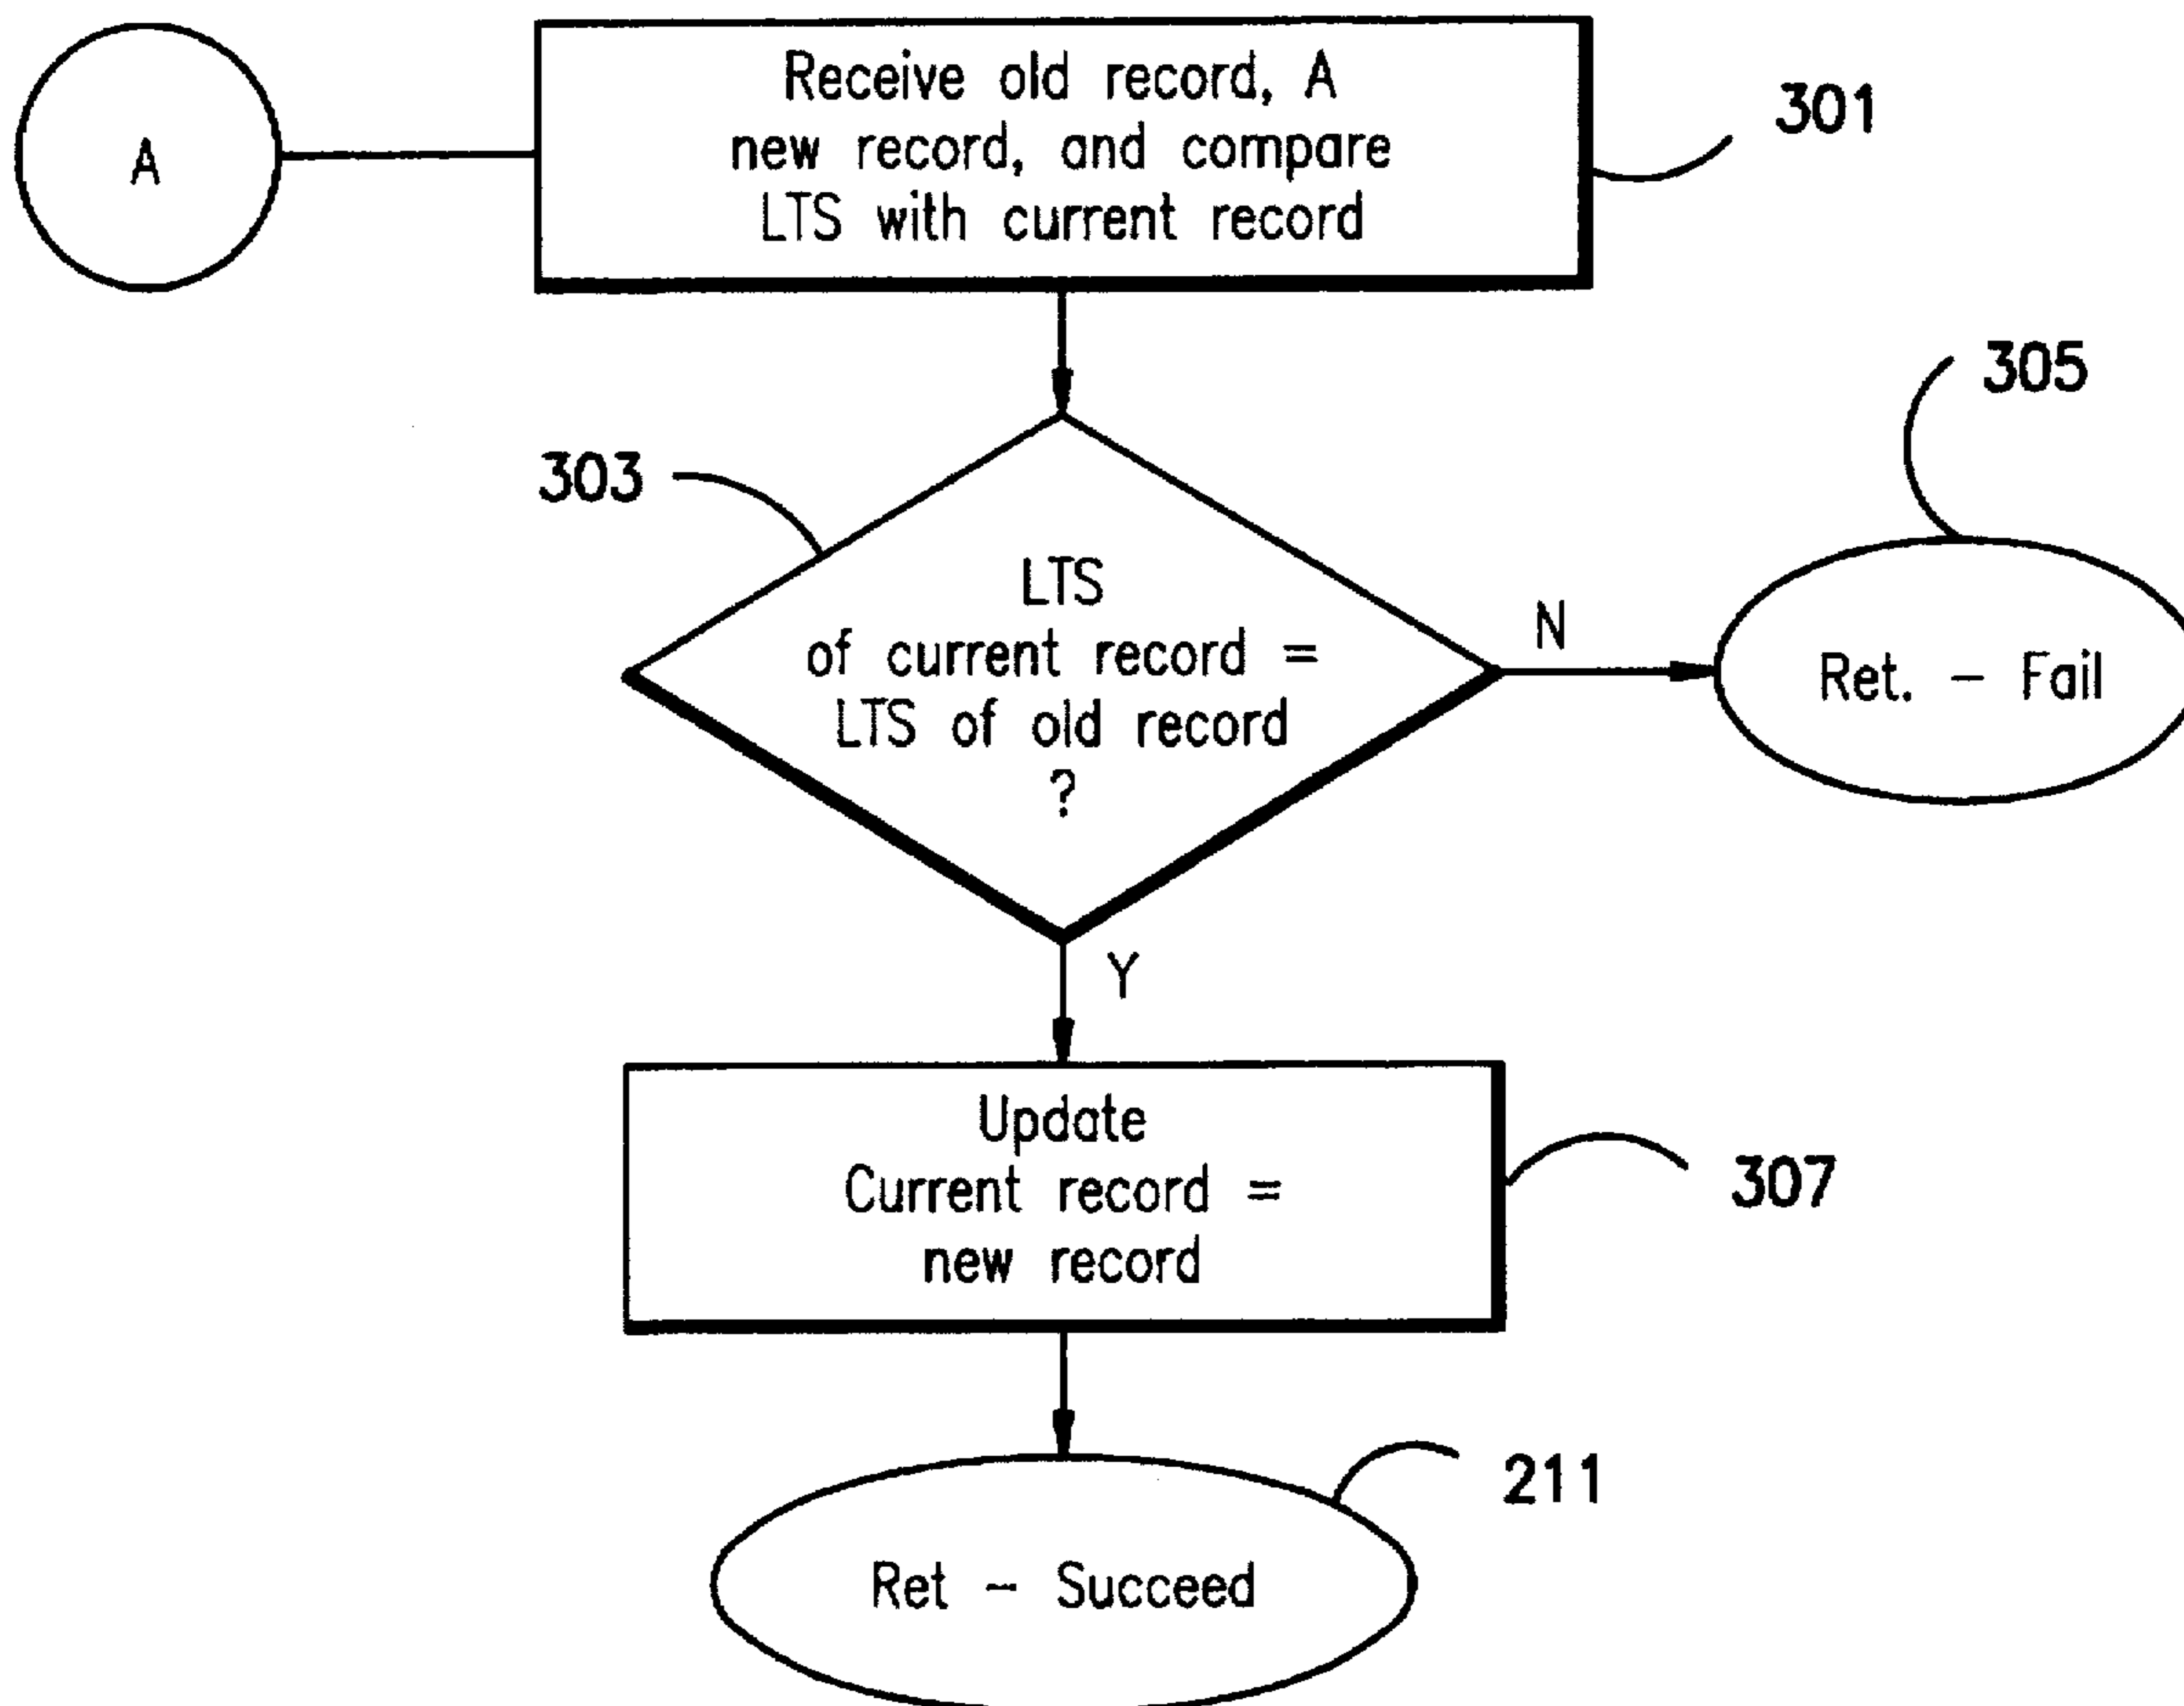 A
Receive old record, A
new record, and compare
LTS with current record
301
303
LTS
of current record =
LTS of old record
?
N
305
Ret. - Fail
Y
Update
Current record =
new record
307
211
Ret - Succeed